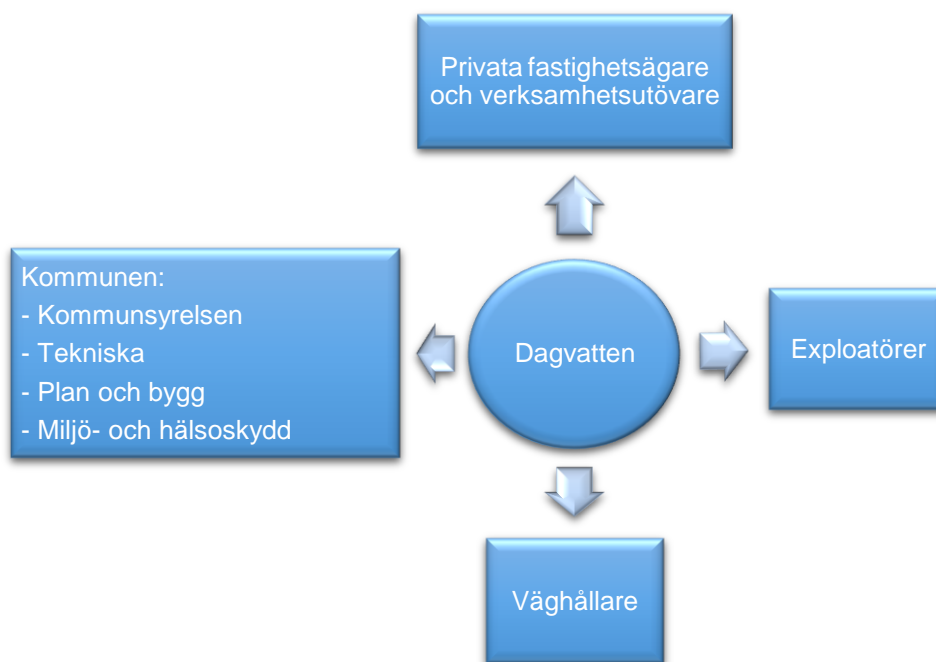 Privata fastighetsägare
och verksamhetsutövare
Kommunen:
- Kommunsyrelsen
- Tekniska
- Plan och bygg
- Miljö- och hälsoskydd
Dagvatten
Exploatörer
Väghållare